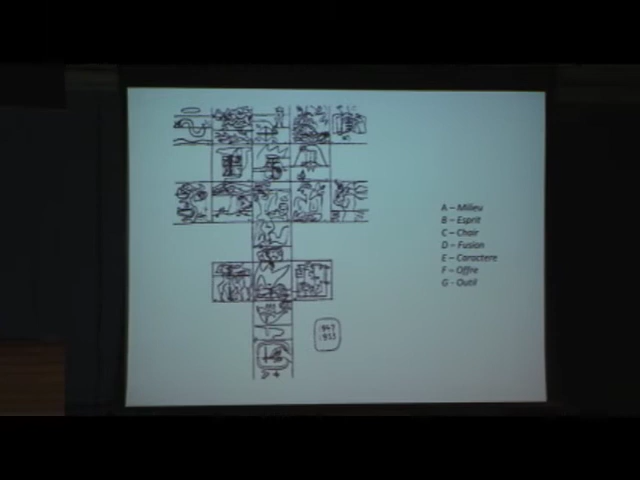 A – Milieu
B – Esprit
C – Chair
D – Fusion
E – Caractere
F – Offre
G - Outil